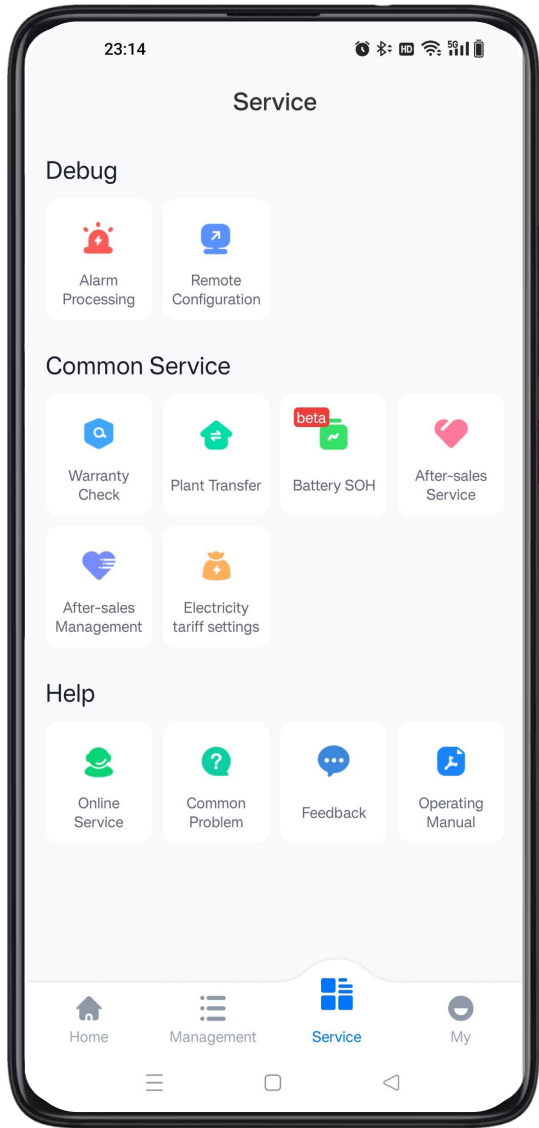 23:14
HD
5G
Service
Debug
Alarm
Processing
Remote
Configuration
Common Service
Warranty
Check
Plant Transfer
beta
Battery SOH
After-sales
Service
After-sales
Management
Electricity
tariff settings
Help
Online
Service
?
Common
Problem
Feedback
Operating
Manual
Home
Management
Service
My